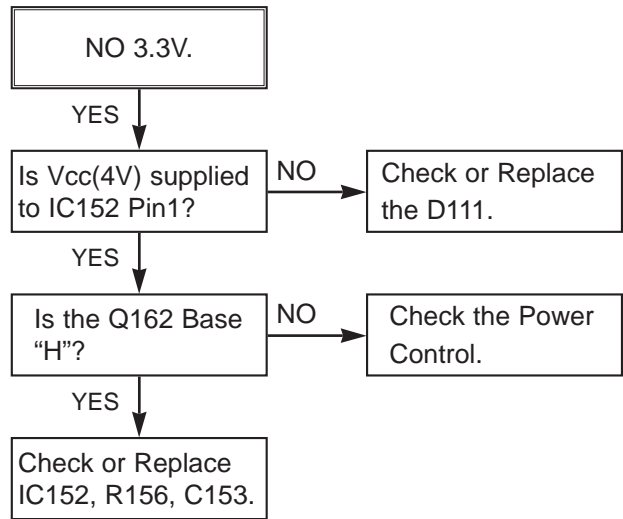 NO 3.3V.
YES
Is Vcc(4V) supplied
to IC152 Pin1?
NO
Check or Replace
the D111.
YES
Is the Q162 Base
“H”?
NO
Check the Power
Control.
YES
Check or Replace
IC152, R156, C153.